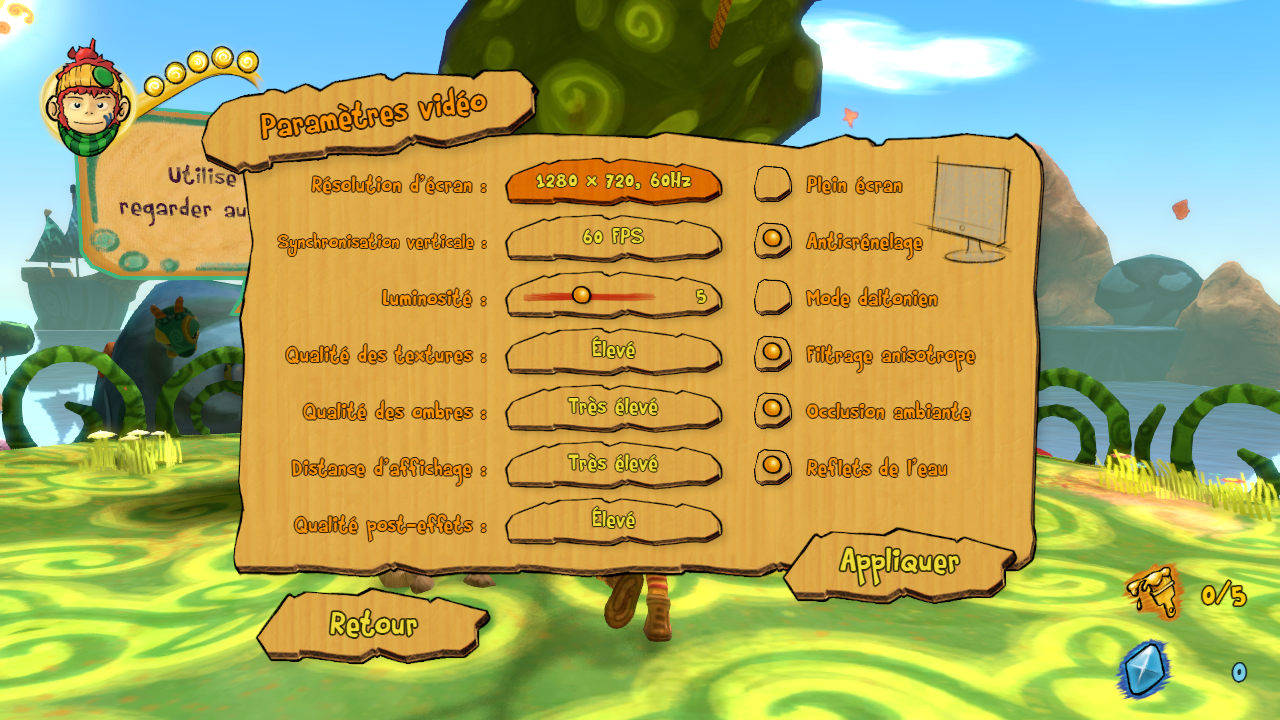 Paramètres vidéo
Utilise
regarder au
Résolution d'écran :
1280 × 720, 60Hz
Plein écran
Synchronisation verticale :
60 FPS
Anticrénelage
Luminosité :
5
Mode daltonien
Qualité des textures :
Élevé
Filtrage anisotrope
Qualité des ombres :
Très élevé
Occlusion ambiante
Distance d'affichage :
Très élevé
Reflets de l'eau
Qualité post-effets :
Élevé
Appliquer
Retour
0/5
0